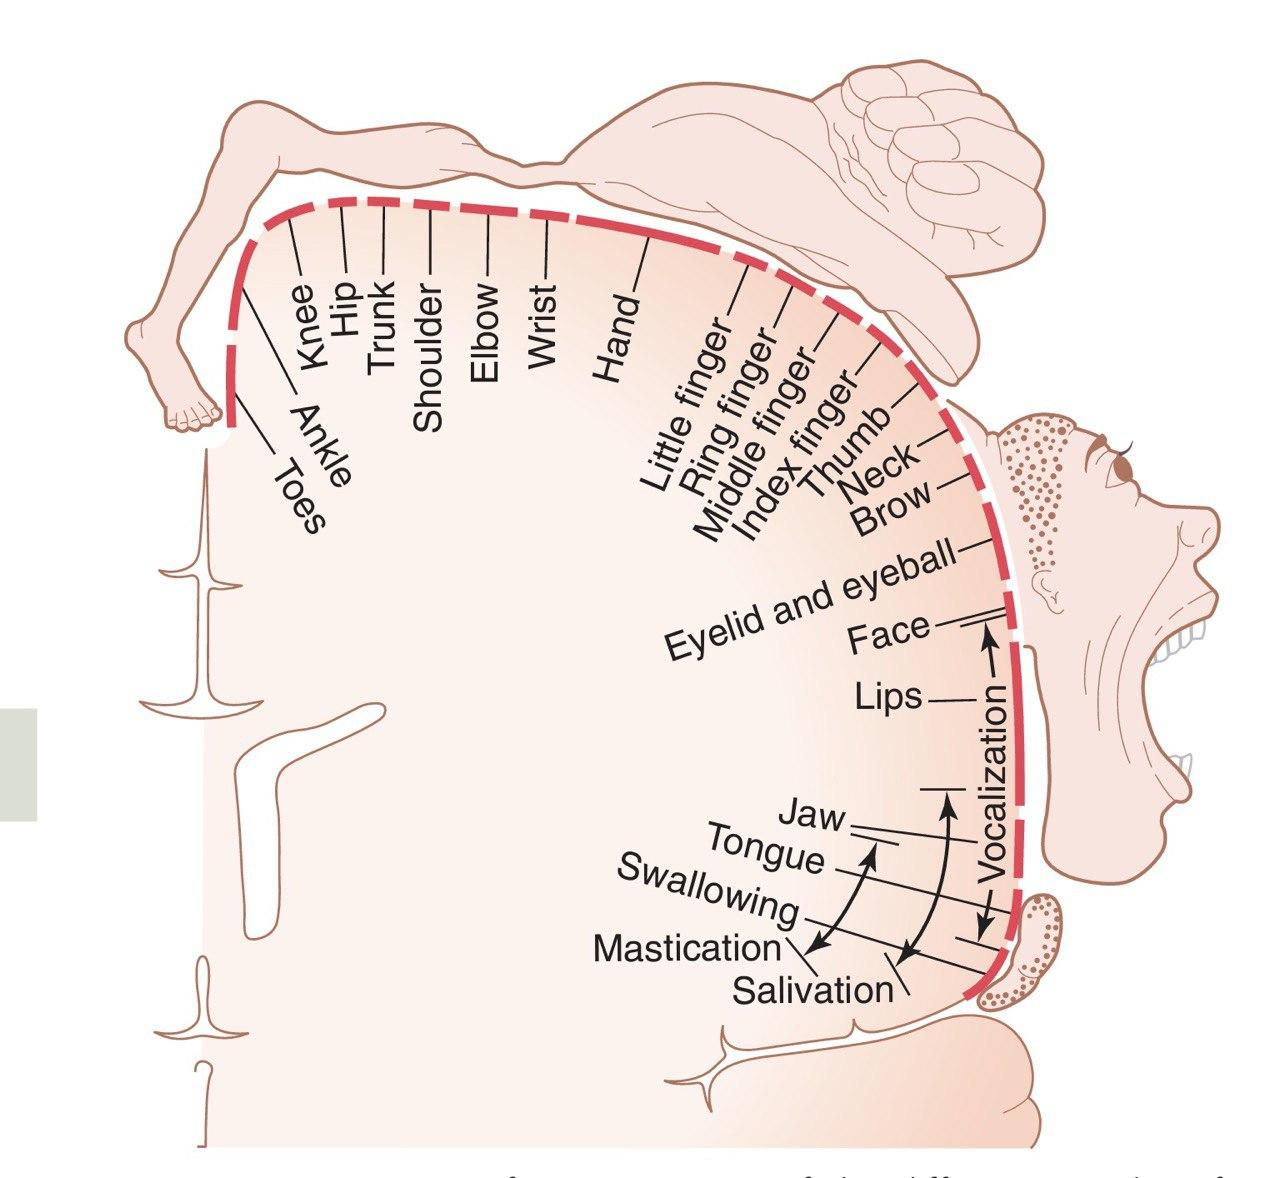 Toes
Ankle
Knee
Hip
Trunk
Shoulder
Elbow
Wrist
Hand
Little finger
Ring finger
Middle finger
Index finger
Thumb
Neck
Brow
Eyelid and eyeball
Face
Lips
Vocalization
Jaw
Tongue
Swallowing
Mastication
Salivation